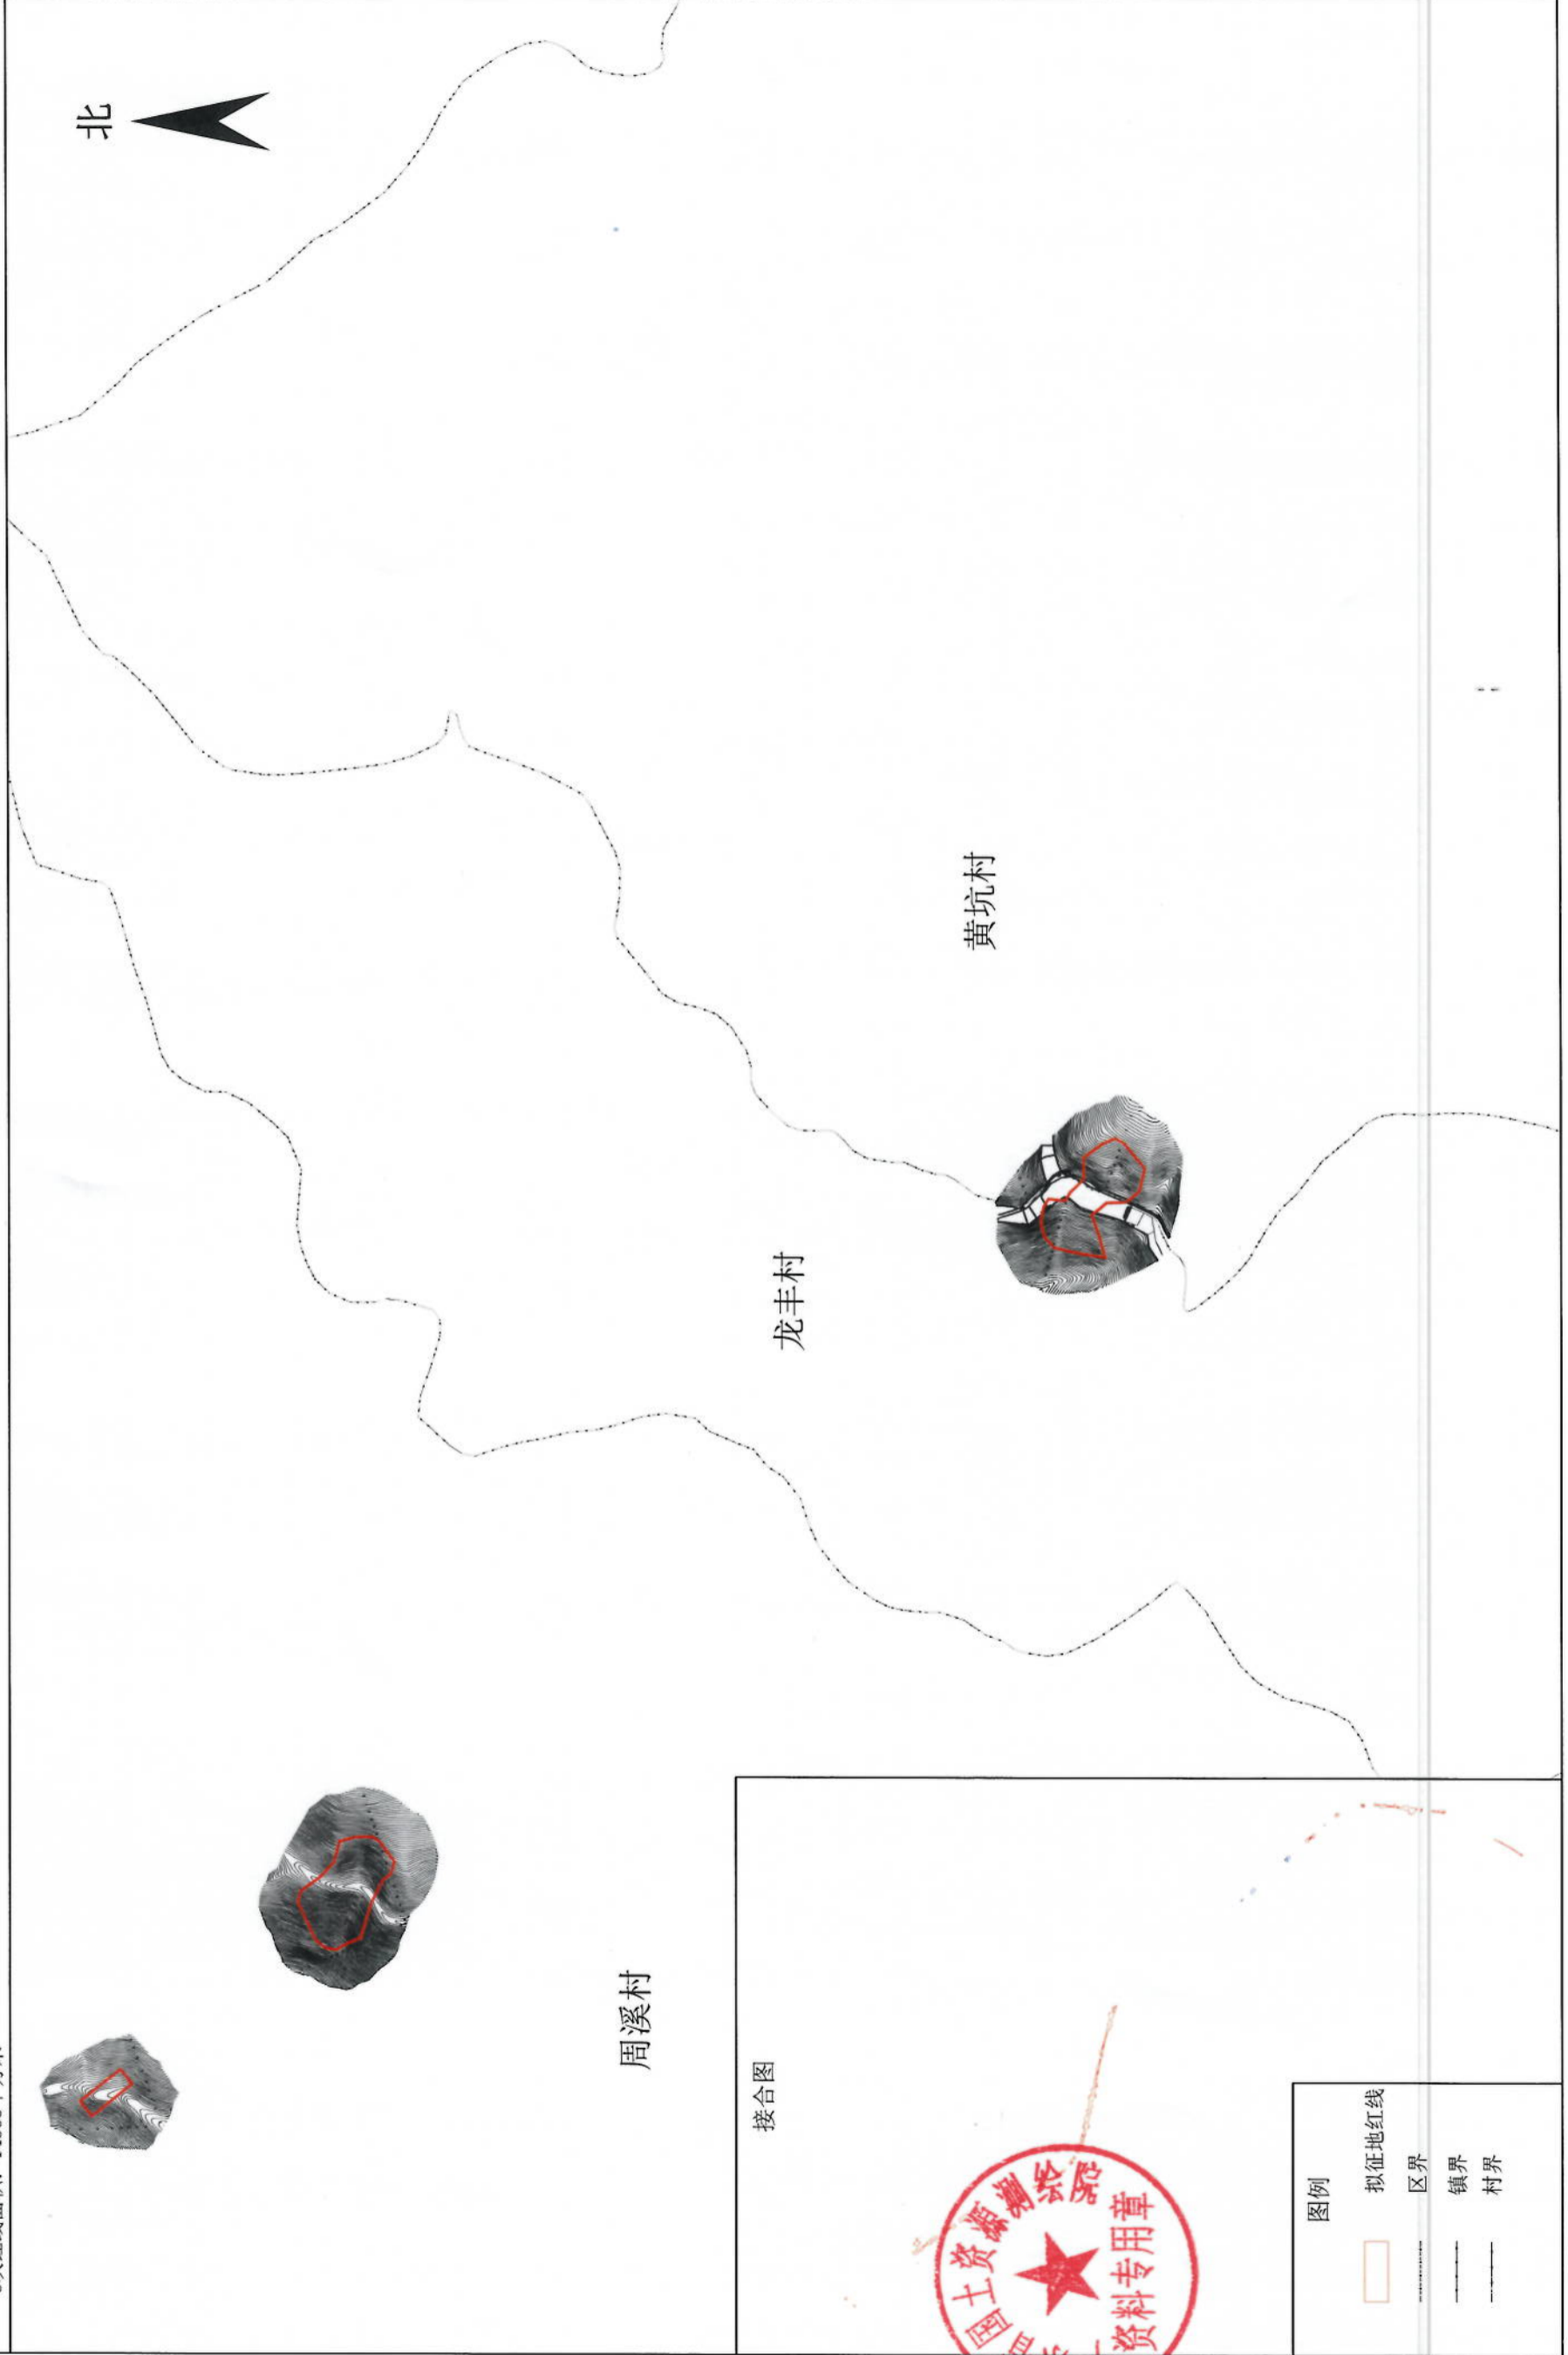 北
黄坑村
龙丰村
周溪村
接合图
国土资源测绘院
资料专用章
图例
拟征地红线
区界
镇界
村界